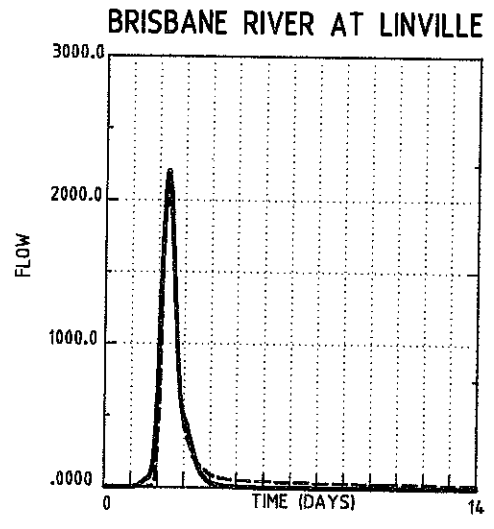 BRISBANE RIVER AT LINVILLE
3000.0
2000.0
FLOW
1000.0
.0000
0
TIME (DAYS)
14